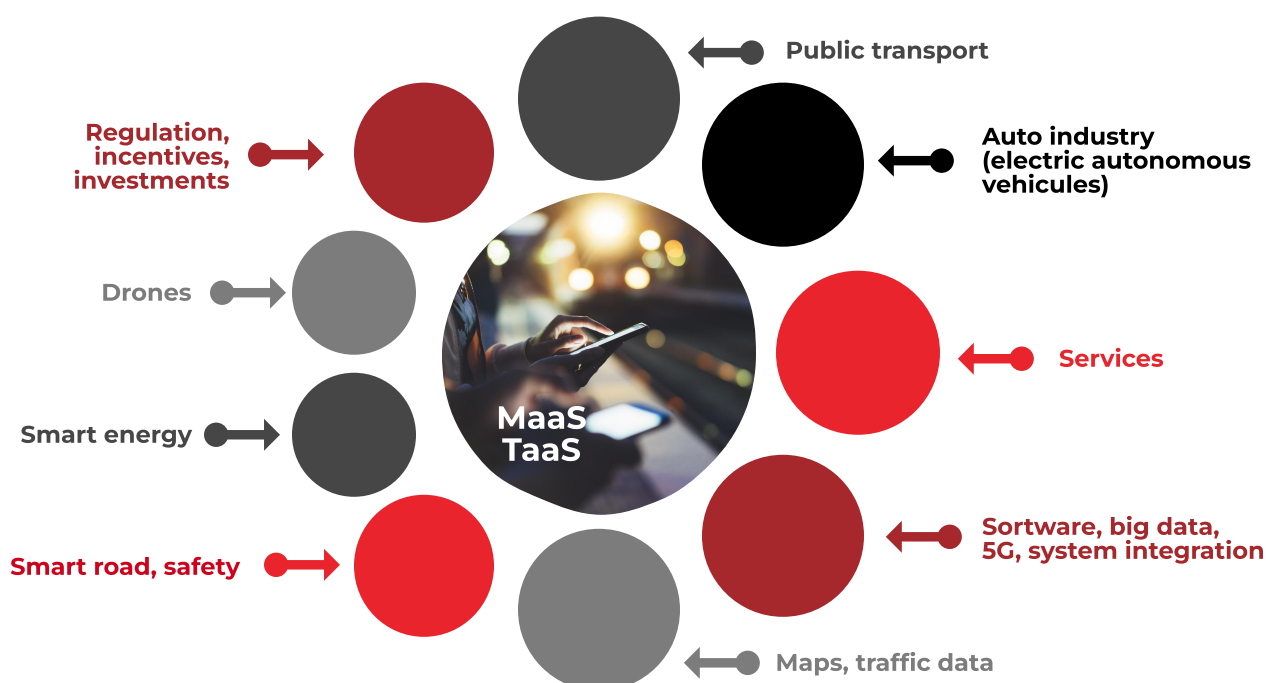 Public transport
Regulation,
incentives,
investments
Auto industry
(electric autonomous
vehicules)
Drones
Services
MaaS
TaaS
Smart energy
Sortware, big data,
5G, system integration
Smart road, safety
Maps, traffic data